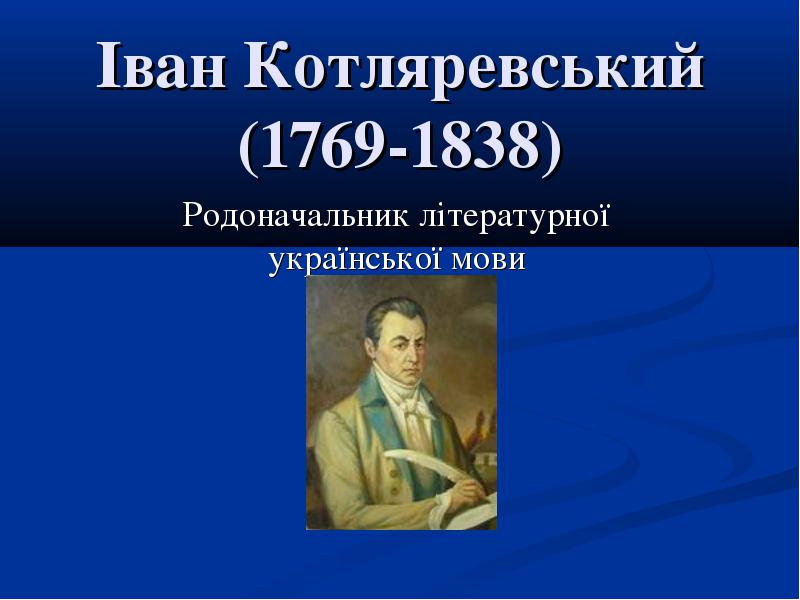 Іван Котляревський
(1769-1838)
Родоначальник літературної
української мови